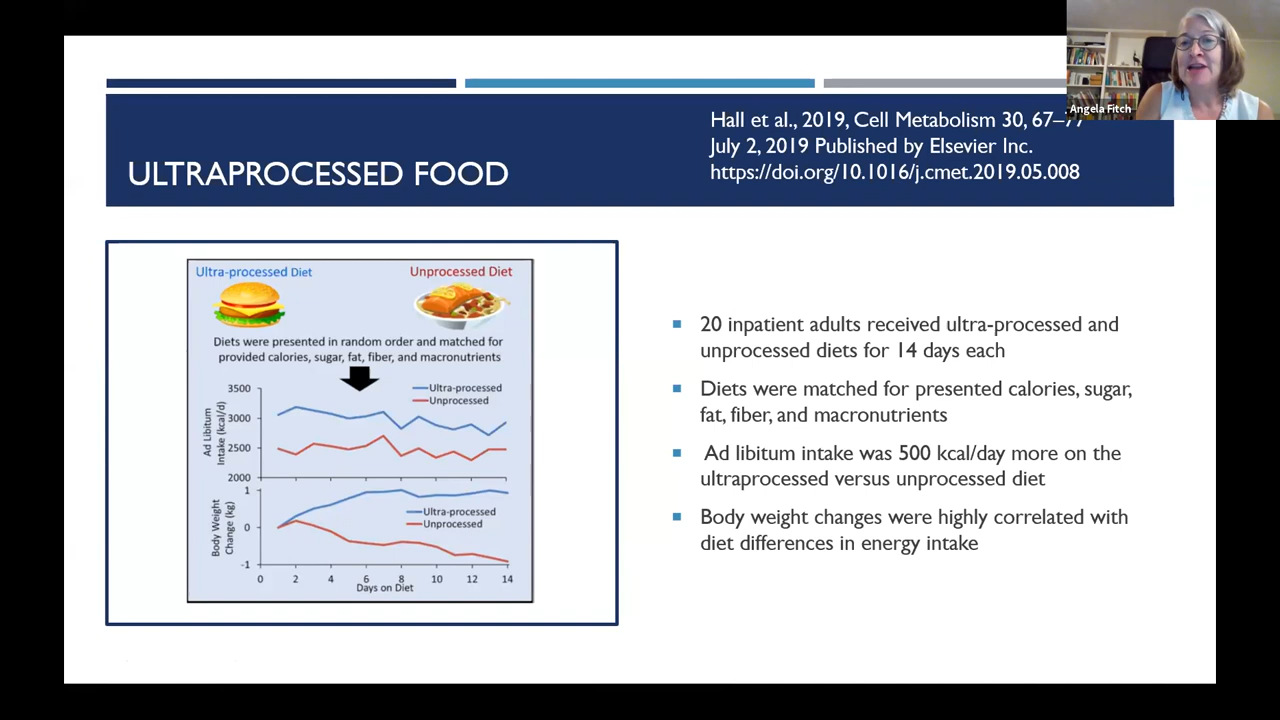 Angela Fitch
Hall et al., 2019, Cell Metabolism 30, 67–77
July 2, 2019 Published by Elsevier Inc.
https://doi.org/10.1016/j.cmet.2019.05.008
ULTRAPROCESSED FOOD
Ultra-processed Diet
Unprocessed Diet
Diets were presented in random order and matched for
provided calories, sugar, fat, fiber, and macronutrients
Ad Libitum
Intake (kcal/d)
3500
3000
2500
2000
Ultra-processed
Unprocessed
Body Weight
Change (kg)
1
0
-1
Ultra-processed
Unprocessed
0 2 4 6 8 10 12 14
Days on Diet
▪ 20 inpatient adults received ultra-processed and
unprocessed diets for 14 days each
▪ Diets were matched for presented calories, sugar,
fat, fiber, and macronutrients
▪ Ad libitum intake was 500 kcal/day more on the
ultraprocessed versus unprocessed diet
▪ Body weight changes were highly correlated with
diet differences in energy intake